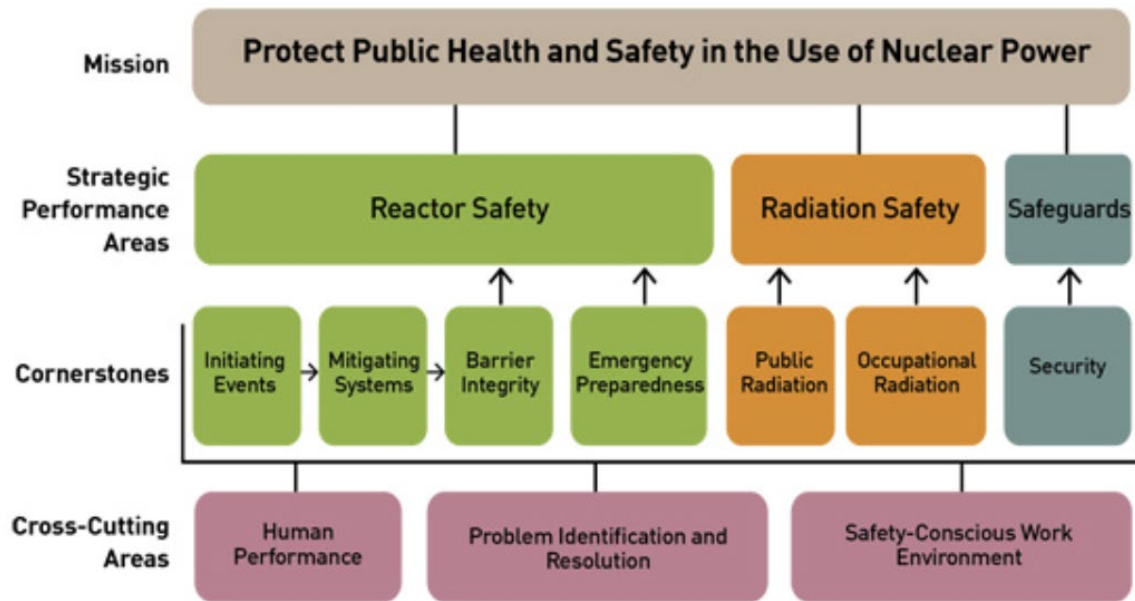 Mission
Protect Public Health and Safety in the Use of Nuclear Power
Strategic
Performance
Areas
Reactor Safety
Radiation Safety
Safeguards
Cornerstones
Initiating
Events
Mitigating
Systems
Barrier
Integrity
Emergency
Preparedness
Public
Radiation
Occupational
Radiation
Security
Cross-Cutting
Areas
Human
Performance
Problem Identification and
Resolution
Safety-Conscious Work
Environment